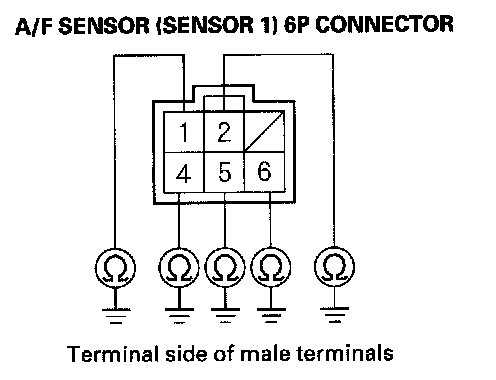 A/F SENSOR (SENSOR 1) 6P CONNECTOR
1 2
4 5 6
Ω Ω Ω Ω Ω
Terminal side of male terminals